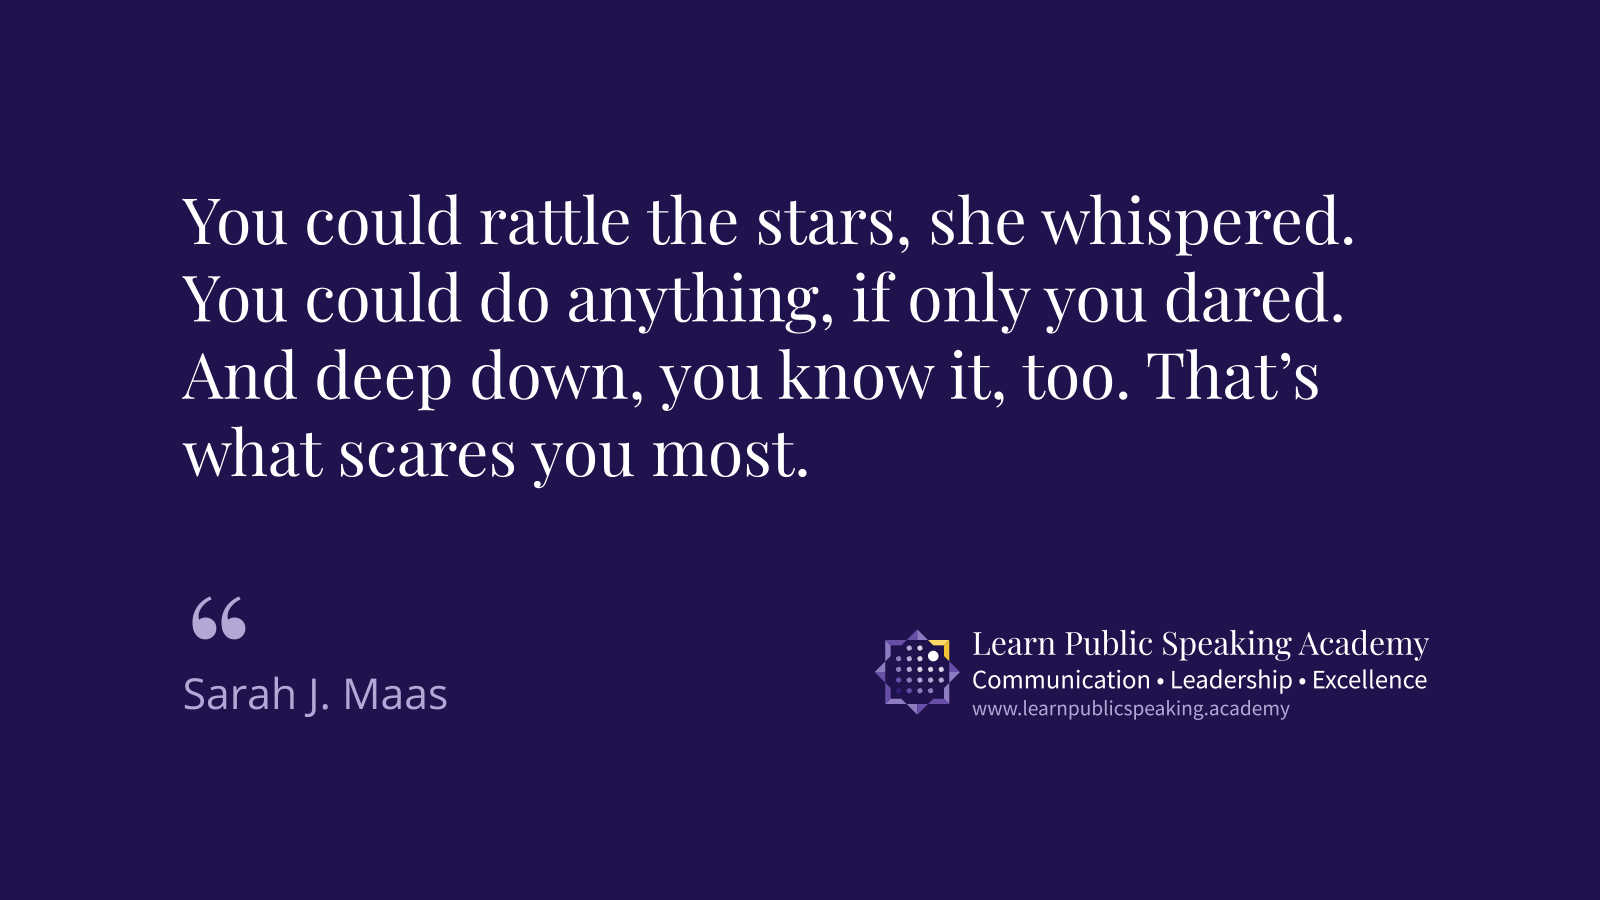 You could rattle the stars, she whispered.
You could do anything, if only you dared.
And deep down, you know it, too. That’s
what scares you most.
“
Sarah J. Maas
Learn Public Speaking Academy
Communication • Leadership • Excellence
www.learnpublicspeaking.academy